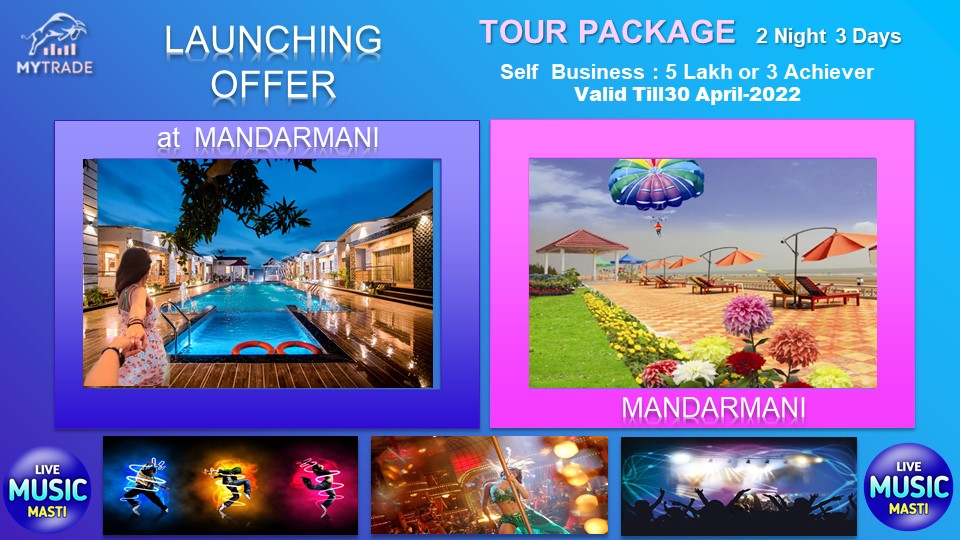 MYTRADE
LAUNCHING
OFFER
TOUR PACKAGE 2 Night 3 Days
Self Business : 5 Lakh or 3 Achiever
Valid Till30 April-2022
at MANDARMANI
MANDARMANI
LIVE
MUSIC
MASTI
LIVE
MUSIC
MASTI